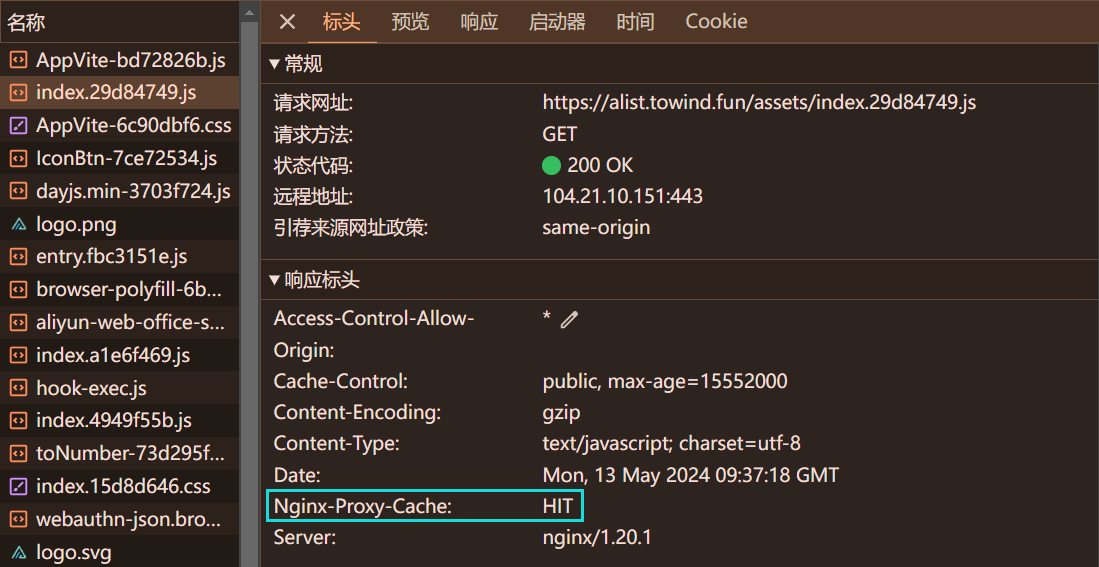 名称
AppVite-bd72826b.js
index.29d84749.js
AppVite-6c90dbf6.css
IconBtn-7ce72534.js
dayjs.min-3703f724.js
logo.png
entry.fbc3151e.js
browser-polyfill-6b...
aliyun-web-office-s...
index.a1e6f469.js
hook-exec.js
index.4949f55b.js
toNumber-73d295f...
index.15d8d646.css
webauthn-json.bro...
logo.svg
标头 预览 响应 启动器 时间 Cookie
常规
请求网址: https://alist.towind.fun/assets/index.29d84749.js
请求方法: GET
状态代码: 200 OK
远程地址: 104.21.10.151:443
引荐来源网址政策: same-origin
响应标头
Access-Control-Allow- *
Origin:
Cache-Control: public, max-age=15552000
Content-Encoding: gzip
Content-Type: text/javascript; charset=utf-8
Date: Mon, 13 May 2024 09:37:18 GMT
Nginx-Proxy-Cache: HIT
Server: nginx/1.20.1